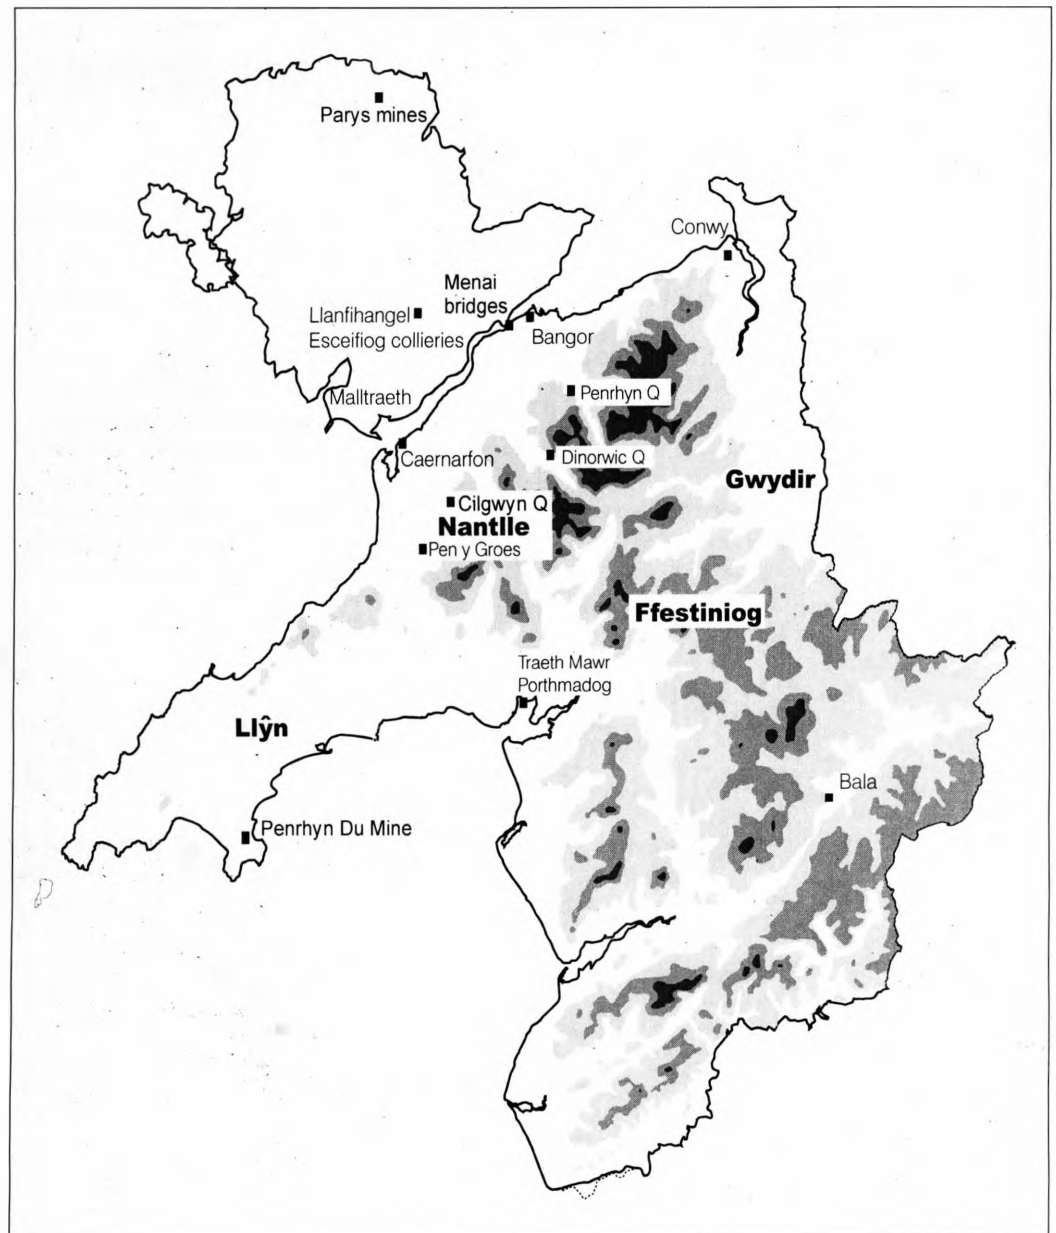 Parys mines
Conwy
Menai
bridges
Llanfihangel
Esceifiog collieries
Bangor
Malltraeth
Penrhyn Q
Caernarfon
Dinorwic Q
Gwydir
Cilgwyn Q
Nantlle
Pen y Groes
Ffestiniog
Traeth Mawr
Porthmadog
Llŷn
Bala
Penrhyn Du Mine